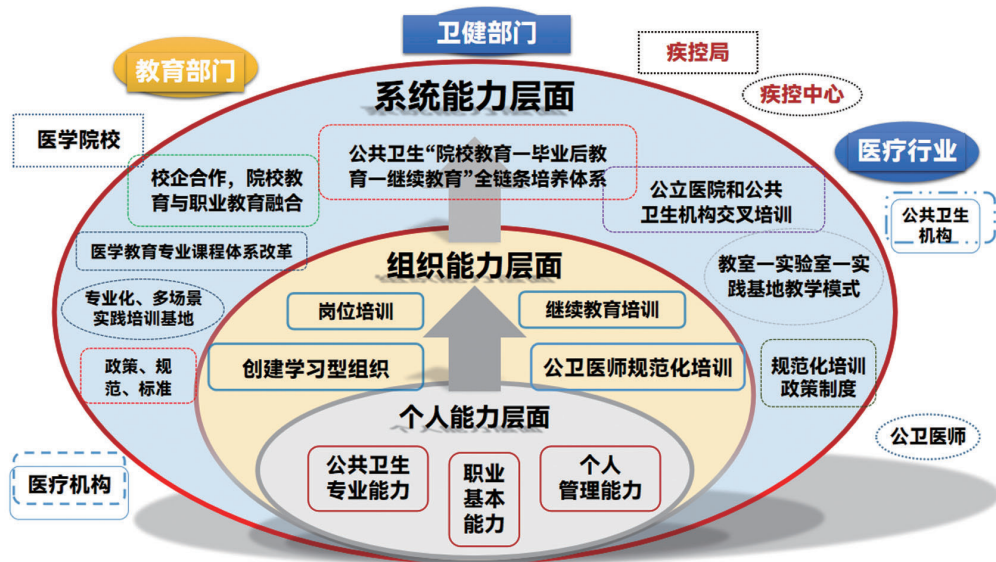 卫健部门
教育部门
疾控局
疾控中心
系统能力层面
医学院校
医疗行业
公共卫生“院校教育—毕业后教
育—继续教育”全链条培养体系
校企合作，院校教
育与职业教育融合
公立医院和公共
卫生机构交叉培训
公共卫生
机构
医学教育专业课程体系改革
组织能力层面
教室—实验室—实
践基地教学模式
专业化、多场景
实践培训基地
岗位培训
继续教育培训
政策、规
范、标准
创建学习型组织
公卫医师规范化培训
规范化培训
政策制度
个人能力层面
公卫医师
公共卫生
专业能力
职业
基本
能力
个人
管理能力
医疗机构